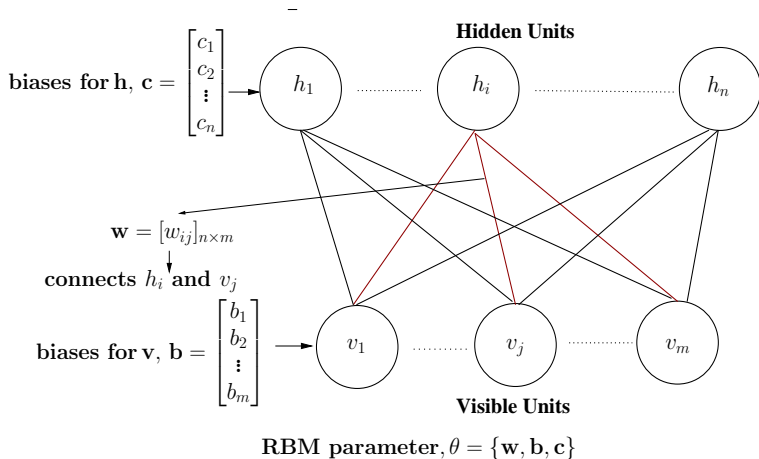 Hidden Units
biases for h, c = [c₁ c₂ ⋮ cₙ]
h₁ hᵢ hₙ
w = [wᵢⱼ]ₙ×ₘ
connects hᵢ and vⱼ
biases for v, b = [b₁ b₂ ⋮ bₘ]
v₁ vⱼ vₘ
Visible Units
RBM parameter, θ = {w, b, c}